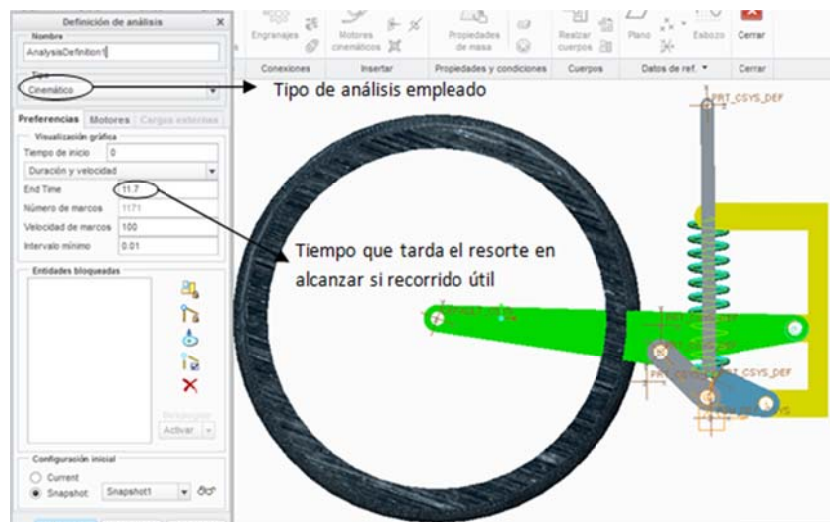 Definición de análisis X
Nombre
AnalysisDefinition1
Tipo
Cinemático
Preferencias Motores Cargas externas
Visualización gráfica
Tiempo de inicio 0
Duración y velocidad
End Time 11.7
Número de marcos 1171
Velocidad de marcos 100
Intervalo mínimo 0.01
Entidades bloqueadas
Activar
Configuración inicial
Current
Snapshot Snapshot1
Engranajes
Motores cinemáticos
Propiedades de masa
Realzar cuerpos
Plano
Esbozo
Cerrar
Conexiones Insertar Propiedades y condiciones Cuerpos Datos de ref. Cerrar
Tipo de análisis empleado
Tiempo que tarda el resorte en
alcanzar si recorrido útil
PRT_CSYS_DEF